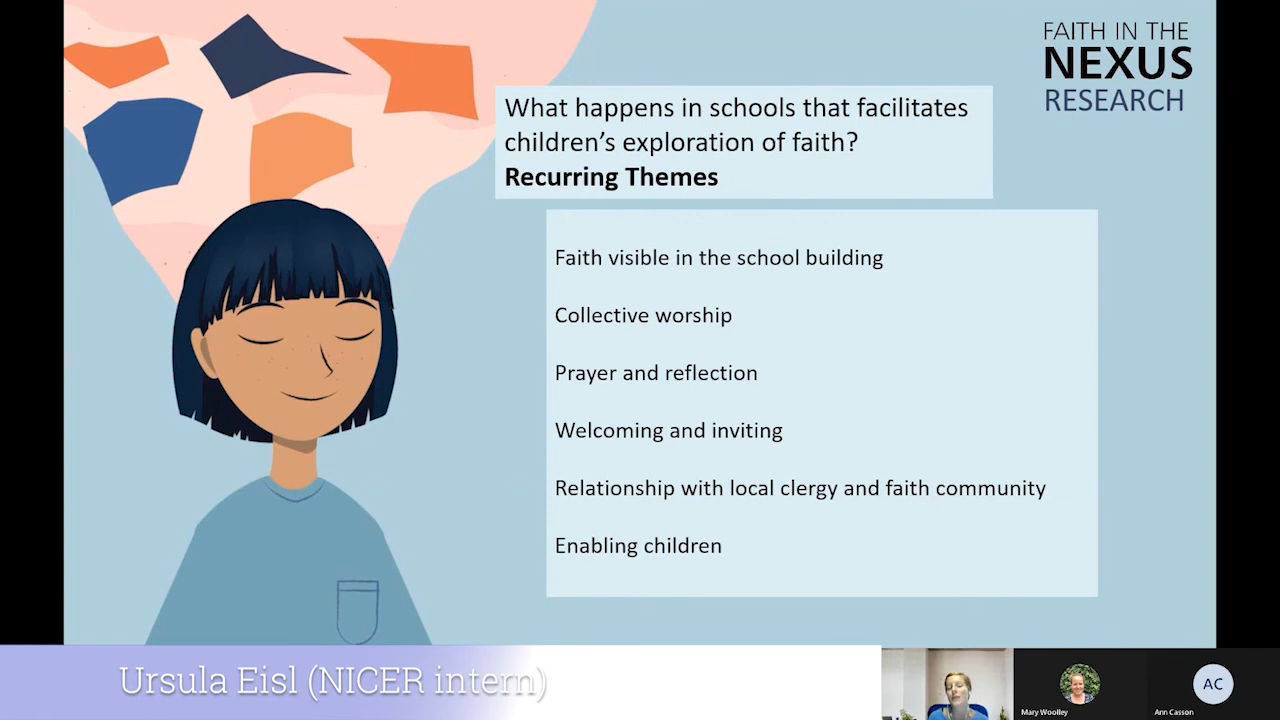 FAITH IN THE
NEXUS
RESEARCH
What happens in schools that facilitates
children’s exploration of faith?
Recurring Themes
Faith visible in the school building
Collective worship
Prayer and reflection
Welcoming and inviting
Relationship with local clergy and faith community
Enabling children
Ursula Eisl (NICER intern)
AC
Mary Woolley
Ann Casson